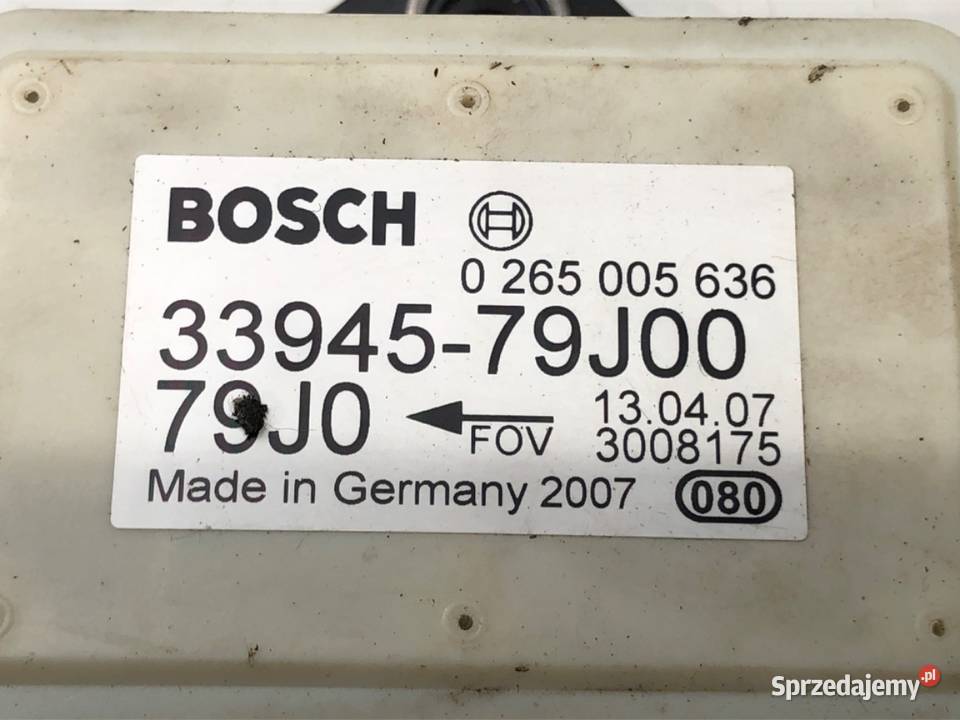 BOSCH
0 265 005 636
33945-79J00
79J0
FOV
13.04.07
3008175
Made in Germany 2007
080
Sprzedajemy.pl